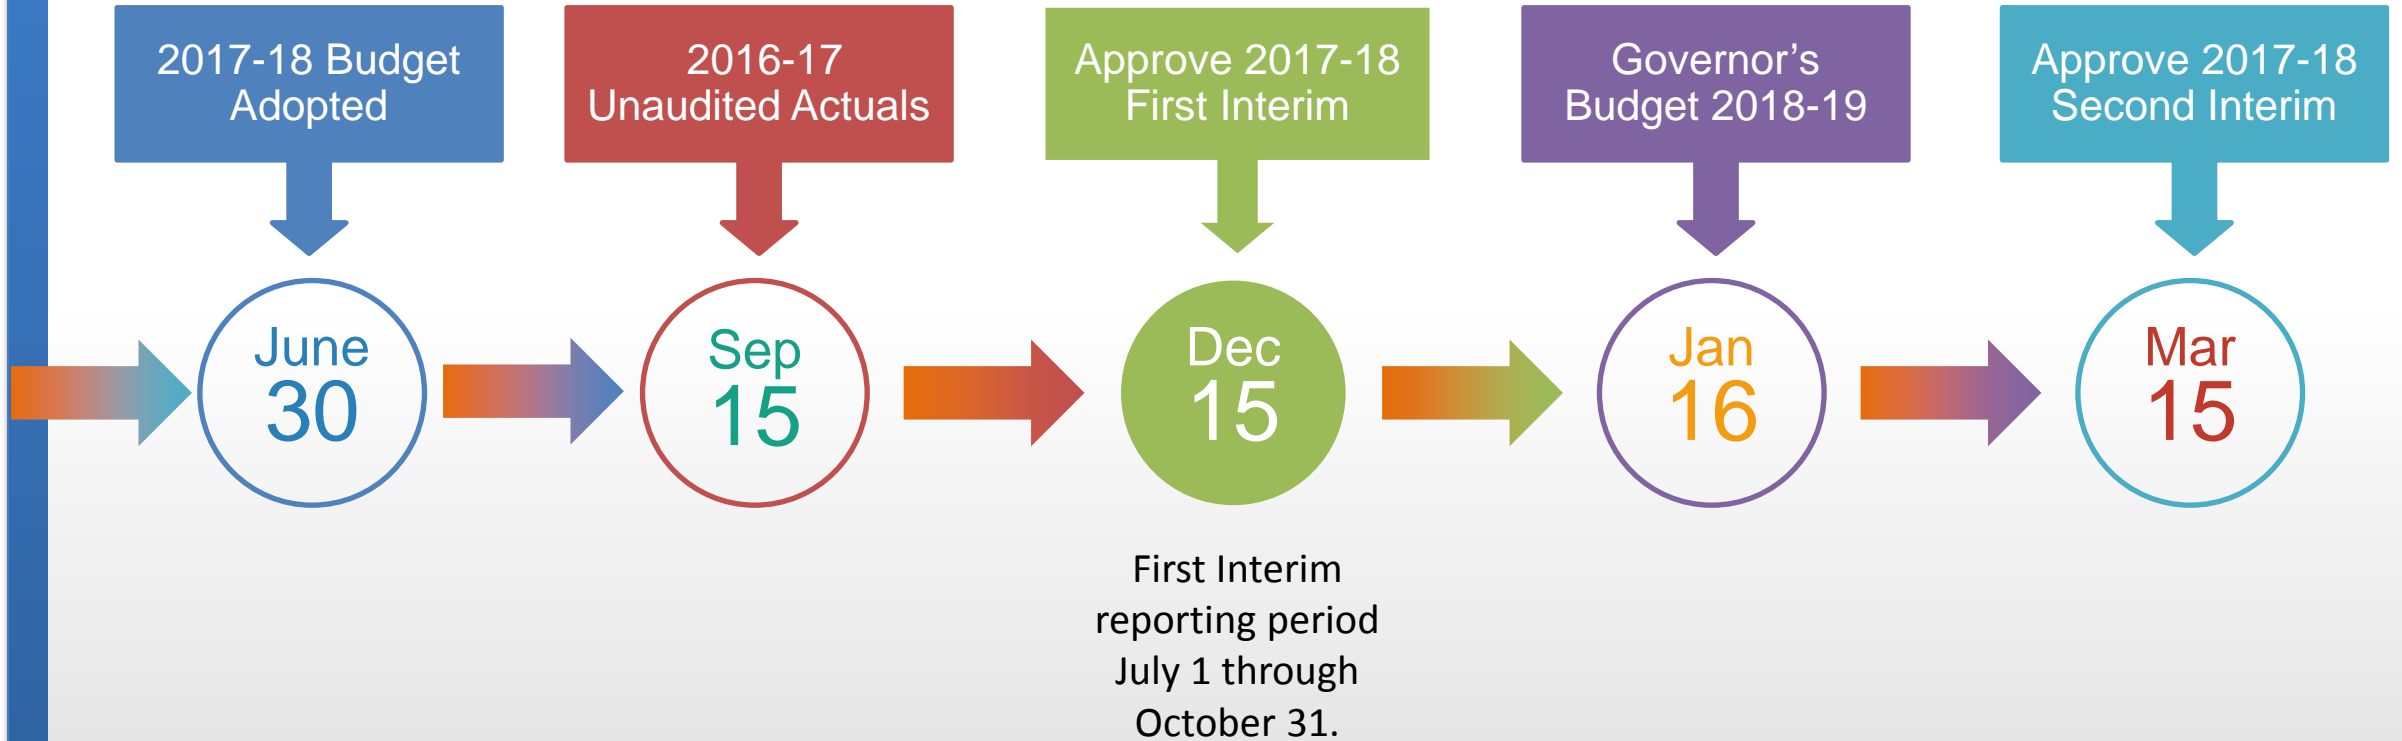 2017-18 Budget
Adopted
2016-17
Unaudited Actuals
Approve 2017-18
First Interim
Governor’s
Budget 2018-19
Approve 2017-18
Second Interim
June
30
Sep
15
Dec
15
Jan
16
Mar
15
First Interim
reporting period
July 1 through
October 31.